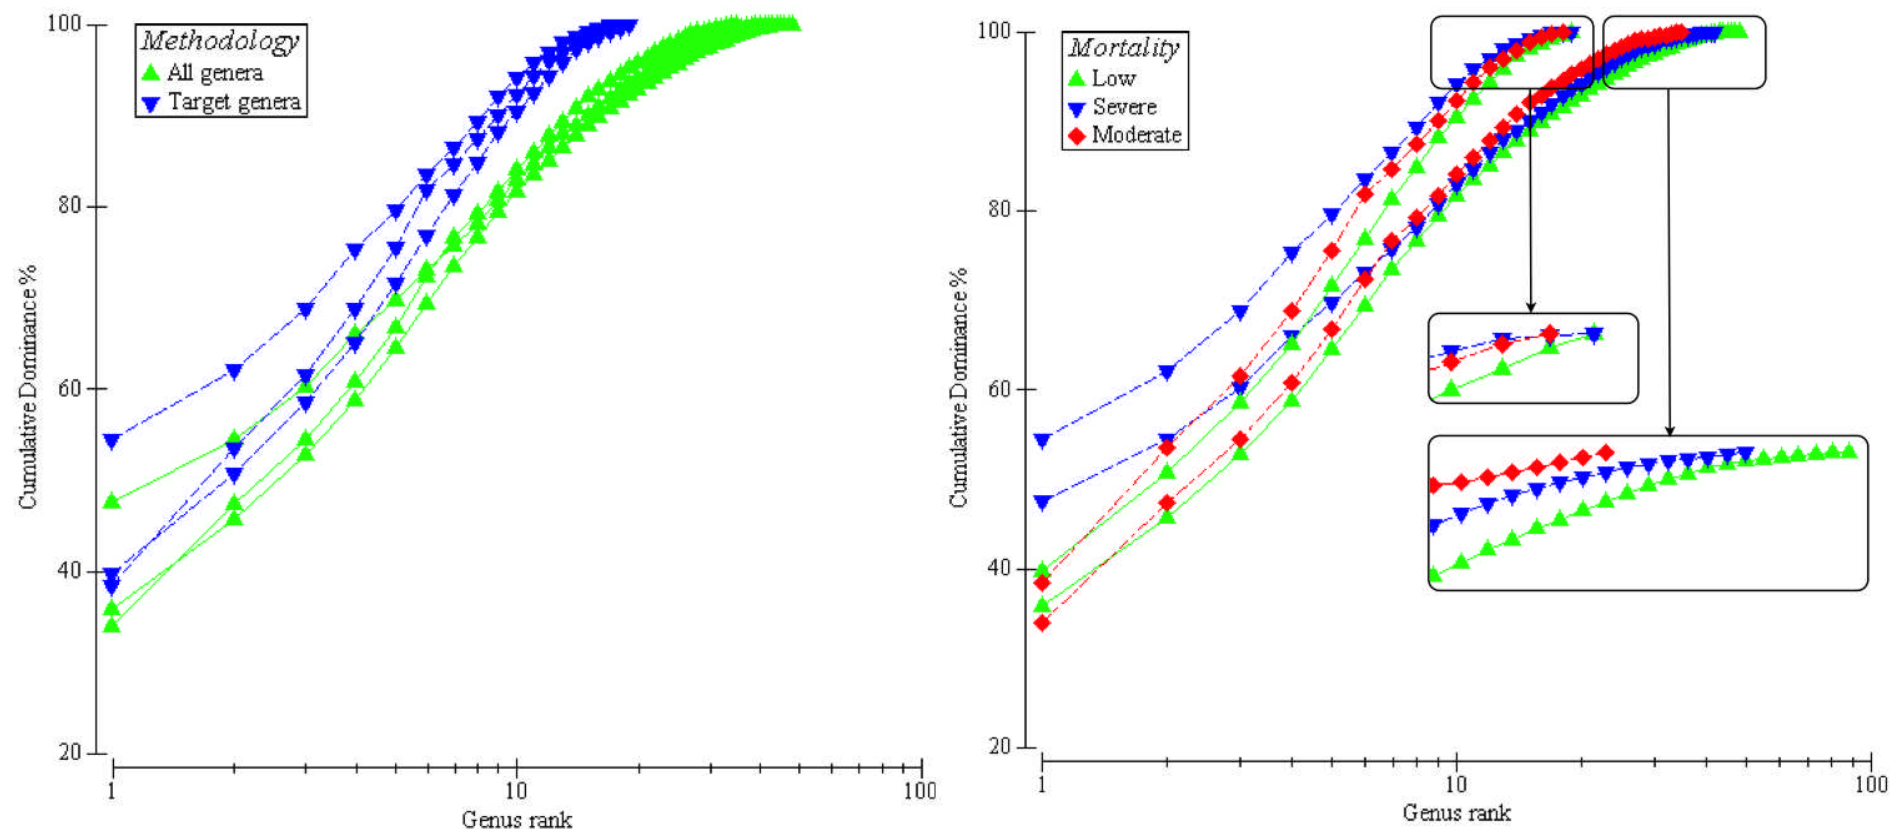 100
80
60
40
20
Cumulative Dominance %
Methodology
All genera
Target genera
1
10
100
Genus rank
100
80
60
40
20
Cumulative Dominance %
Mortality
Low
Severe
Moderate
1
10
100
Genus rank